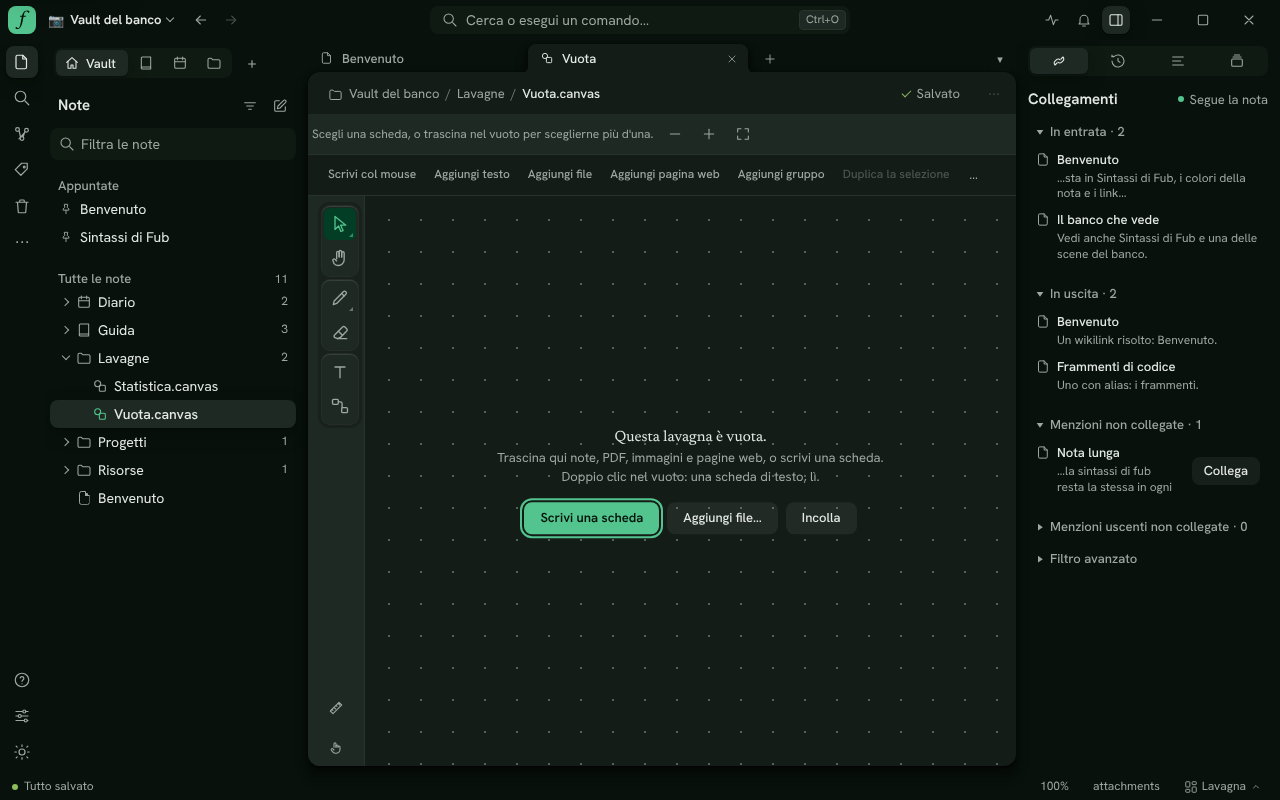 Vault del banco
Cerca o esegui un comando...
Ctrl+O
Vault
Benvenuto
Vuota
Note
Filtra le note
Appuntate
Benvenuto
Sintassi di Fub
Tutte le note 11
Diario 2
Guida 3
Lavagne 2
Statistica.canvas
Vuota.canvas
Progetti 1
Risorse 1
Benvenuto
Tutto salvato
Vault del banco / Lavagne / Vuota.canvas
Salvato
Scegli una scheda, o trascina nel vuoto per sceglierne più d'una.
Scrivi col mouse Aggiungi testo Aggiungi file Aggiungi pagina web Aggiungi gruppo Duplica la selezione ...
Questa lavagna è vuota.
Trascina qui note, PDF, immagini e pagine web, o scrivi una scheda.
Doppio clic nel vuoto: una scheda di testo; lì.
Scrivi una scheda Aggiungi file... Incolla
Collegamenti Segue la nota
In entrata · 2
Benvenuto
...sta in Sintassi di Fub, i colori della
nota e i link...
Il banco che vede
Vedi anche Sintassi di Fub e una delle
scene del banco.
In uscita · 2
Benvenuto
Un wikilink risolto: Benvenuto.
Frammenti di codice
Uno con alias: i frammenti.
Menzioni non collegate · 1
Nota lunga
...la sintassi di fub
resta la stessa in ogni
Collega
Menzioni uscenti non collegate · 0
Filtro avanzato
100% attachments Lavagna